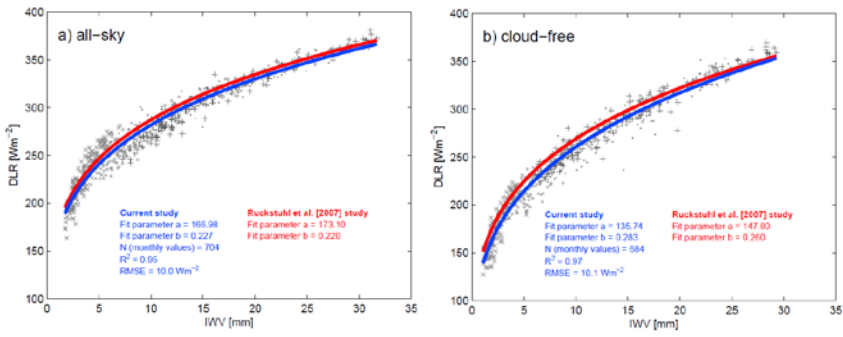 a) all-sky
400
350
300
250
200
150
100
DLR [Wm⁻²]
Current study
Fit parameter a = 166.98
Fit parameter b = 0.227
N (monthly values) = 704
R² = 0.95
RMSE = 10.0 Wm⁻²
Ruckstuhl et al. [2007] study
Fit parameter a = 173.10
Fit parameter b = 0.220
0 5 10 15 20 25 30 35
IWV [mm]
b) cloud-free
400
350
300
250
200
150
100
DLR [Wm⁻²]
Current study
Fit parameter a = 135.74
Fit parameter b = 0.283
N (monthly values) = 684
R² = 0.97
RMSE = 10.1 Wm⁻²
Ruckstuhl et al. [2007] study
Fit parameter a = 147.80
Fit parameter b = 0.260
0 5 10 15 20 25 30 35
IWV [mm]